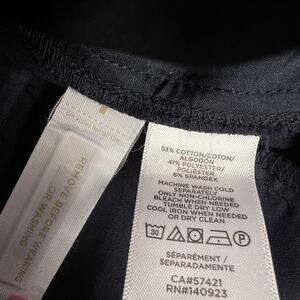 REMOVE BEFORE WEARING
OR WASHING
53% COTTON/COTON/
ALGODÓN
41% POLYESTER/
POLIÉSTER
6% SPANDEX
MACHINE WASH COLD
SEPARATELY
ONLY NON-CHLORINE
BLEACH WHEN NEEDED
TUMBLE DRY LOW
COOL IRON WHEN NEEDED
OR DRY CLEAN
30
P
SÉPARÉMENT /
SEPARADAMENTE
CA#57421
RN#140923